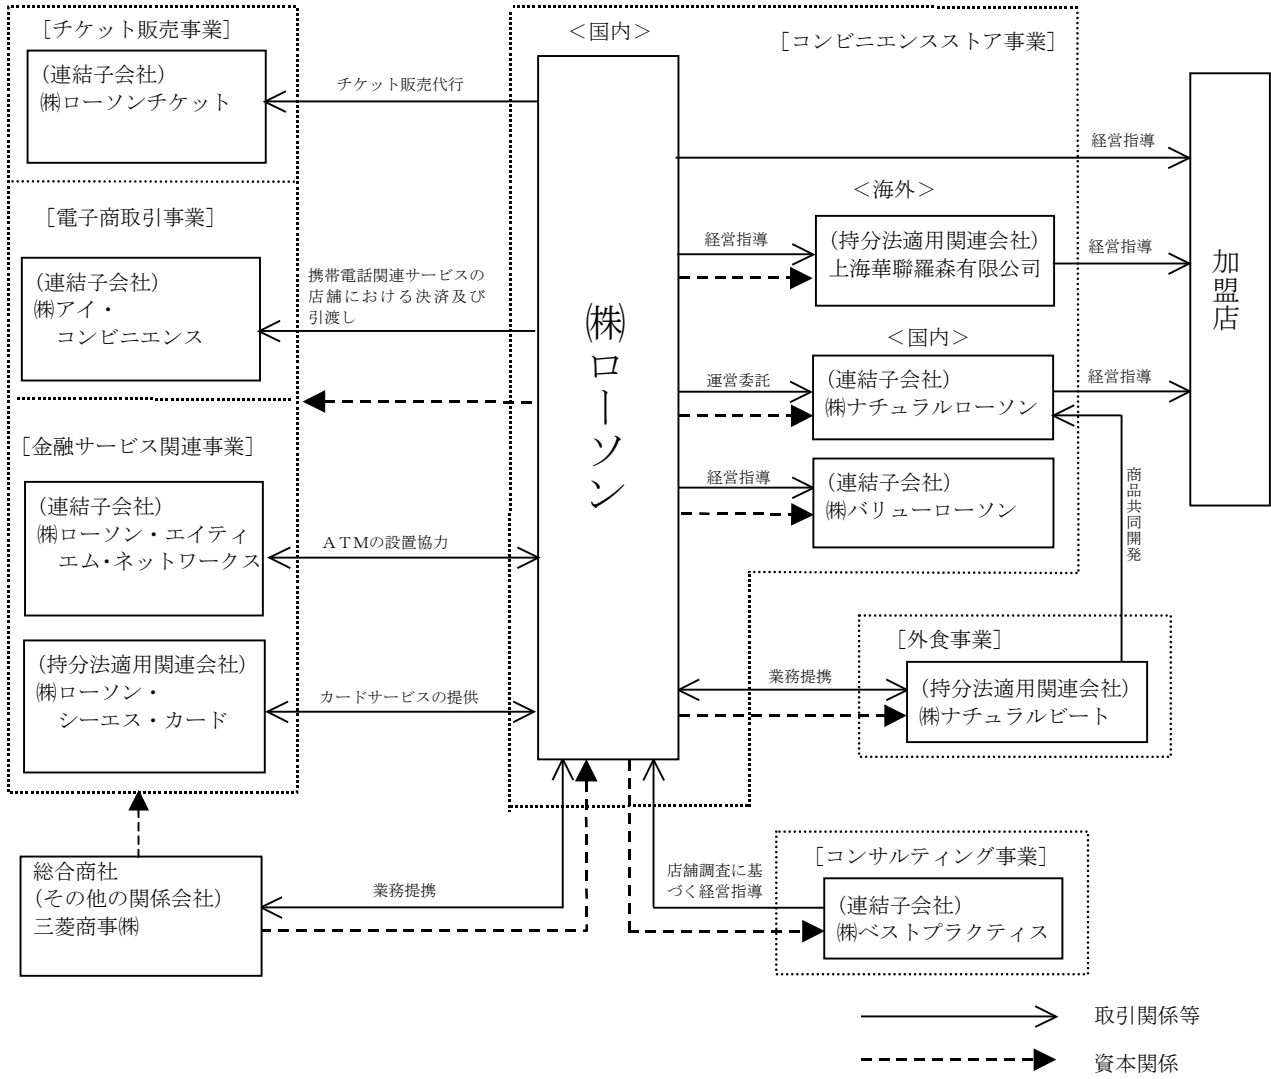 [チケット販売事業]
(連結子会社)
㈱ローソンチケット
チケット販売代行
[電子商取引事業]
(連結子会社)
㈱アイ・
コンビニエンス
携帯電話関連サービスの
店舗における決済及び
引渡し
[金融サービス関連事業]
(連結子会社)
㈱ローソン・エイティ
エム・ネットワークス
ATMの設置協力
(持分法適用関連会社)
㈱ローソン・
シーエス・カード
カードサービスの提供
総合商社
(その他の関係会社)
三菱商事㈱
業務提携
<国内>
㈱ローソン
[コンビニエンスストア事業]
経営指導
<海外>
経営指導
(持分法適用関連会社)
上海華聯羅森有限公司
経営指導
<国内>
運営委託
(連結子会社)
㈱ナチュラルローソン
経営指導
経営指導
(連結子会社)
㈱バリューローソン
加盟店
商品共同開発
[外食事業]
業務提携
(持分法適用関連会社)
㈱ナチュラルビート
[コンサルティング事業]
店舗調査に基
づく経営指導
(連結子会社)
㈱ベストプラクティス
取引関係等
資本関係